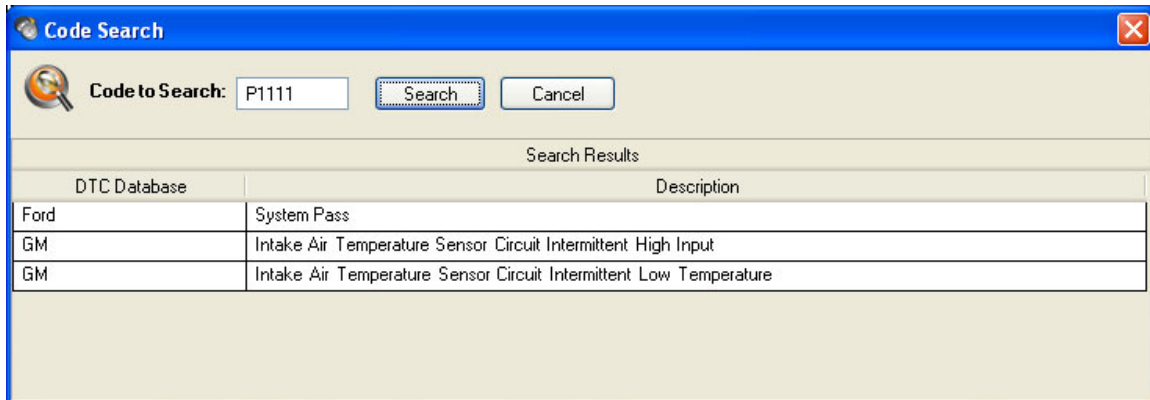 Code Search
Code to Search: P1111 Search Cancel
Search Results
DTC Database Description
Ford System Pass
GM Intake Air Temperature Sensor Circuit Intermittent High Input
GM Intake Air Temperature Sensor Circuit Intermittent Low Temperature